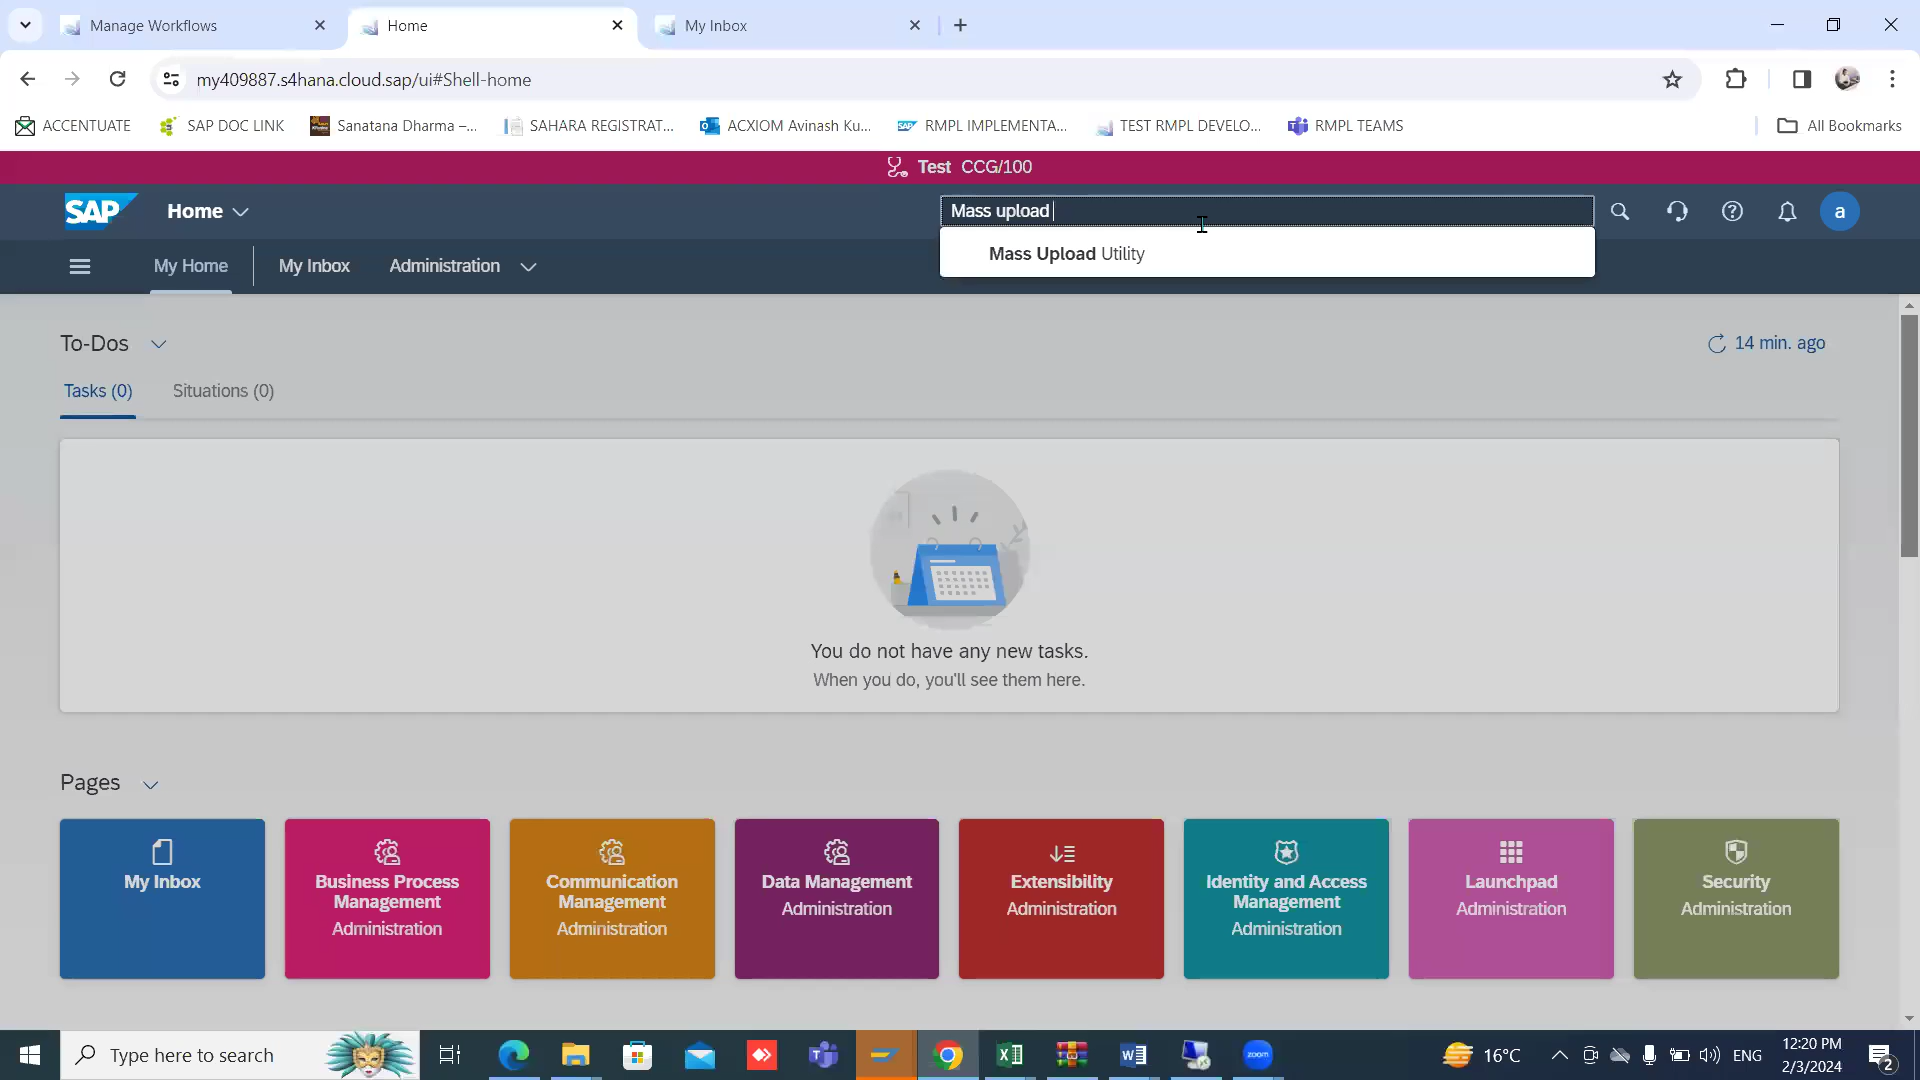 Manage Workflows
Home
My Inbox
my409887.s4hana.cloud.sap/ui#Shell-home
ACCENTUATE
SAP DOC LINK
Sanatana Dharma –...
SAHARA REGISTRAT...
ACXIOM Avinash Ku...
RMPL IMPLEMENTA...
TEST RMPL DEVELO...
RMPL TEAMS
All Bookmarks
Test CCG/100
SAP
Home
Mass upload
a
Mass Upload Utility
My Home
My Inbox
Administration
To-Dos
14 min. ago
Tasks (0)
Situations (0)
You do not have any new tasks.
When you do, you'll see them here.
Pages
My Inbox
Business Process
Management
Administration
Communication
Management
Administration
Data Management
Administration
Extensibility
Administration
Identity and Access
Management
Administration
Launchpad
Administration
Security
Administration
Type here to search
zoom
16°C
ENG
12:20 PM
2/3/2024
2